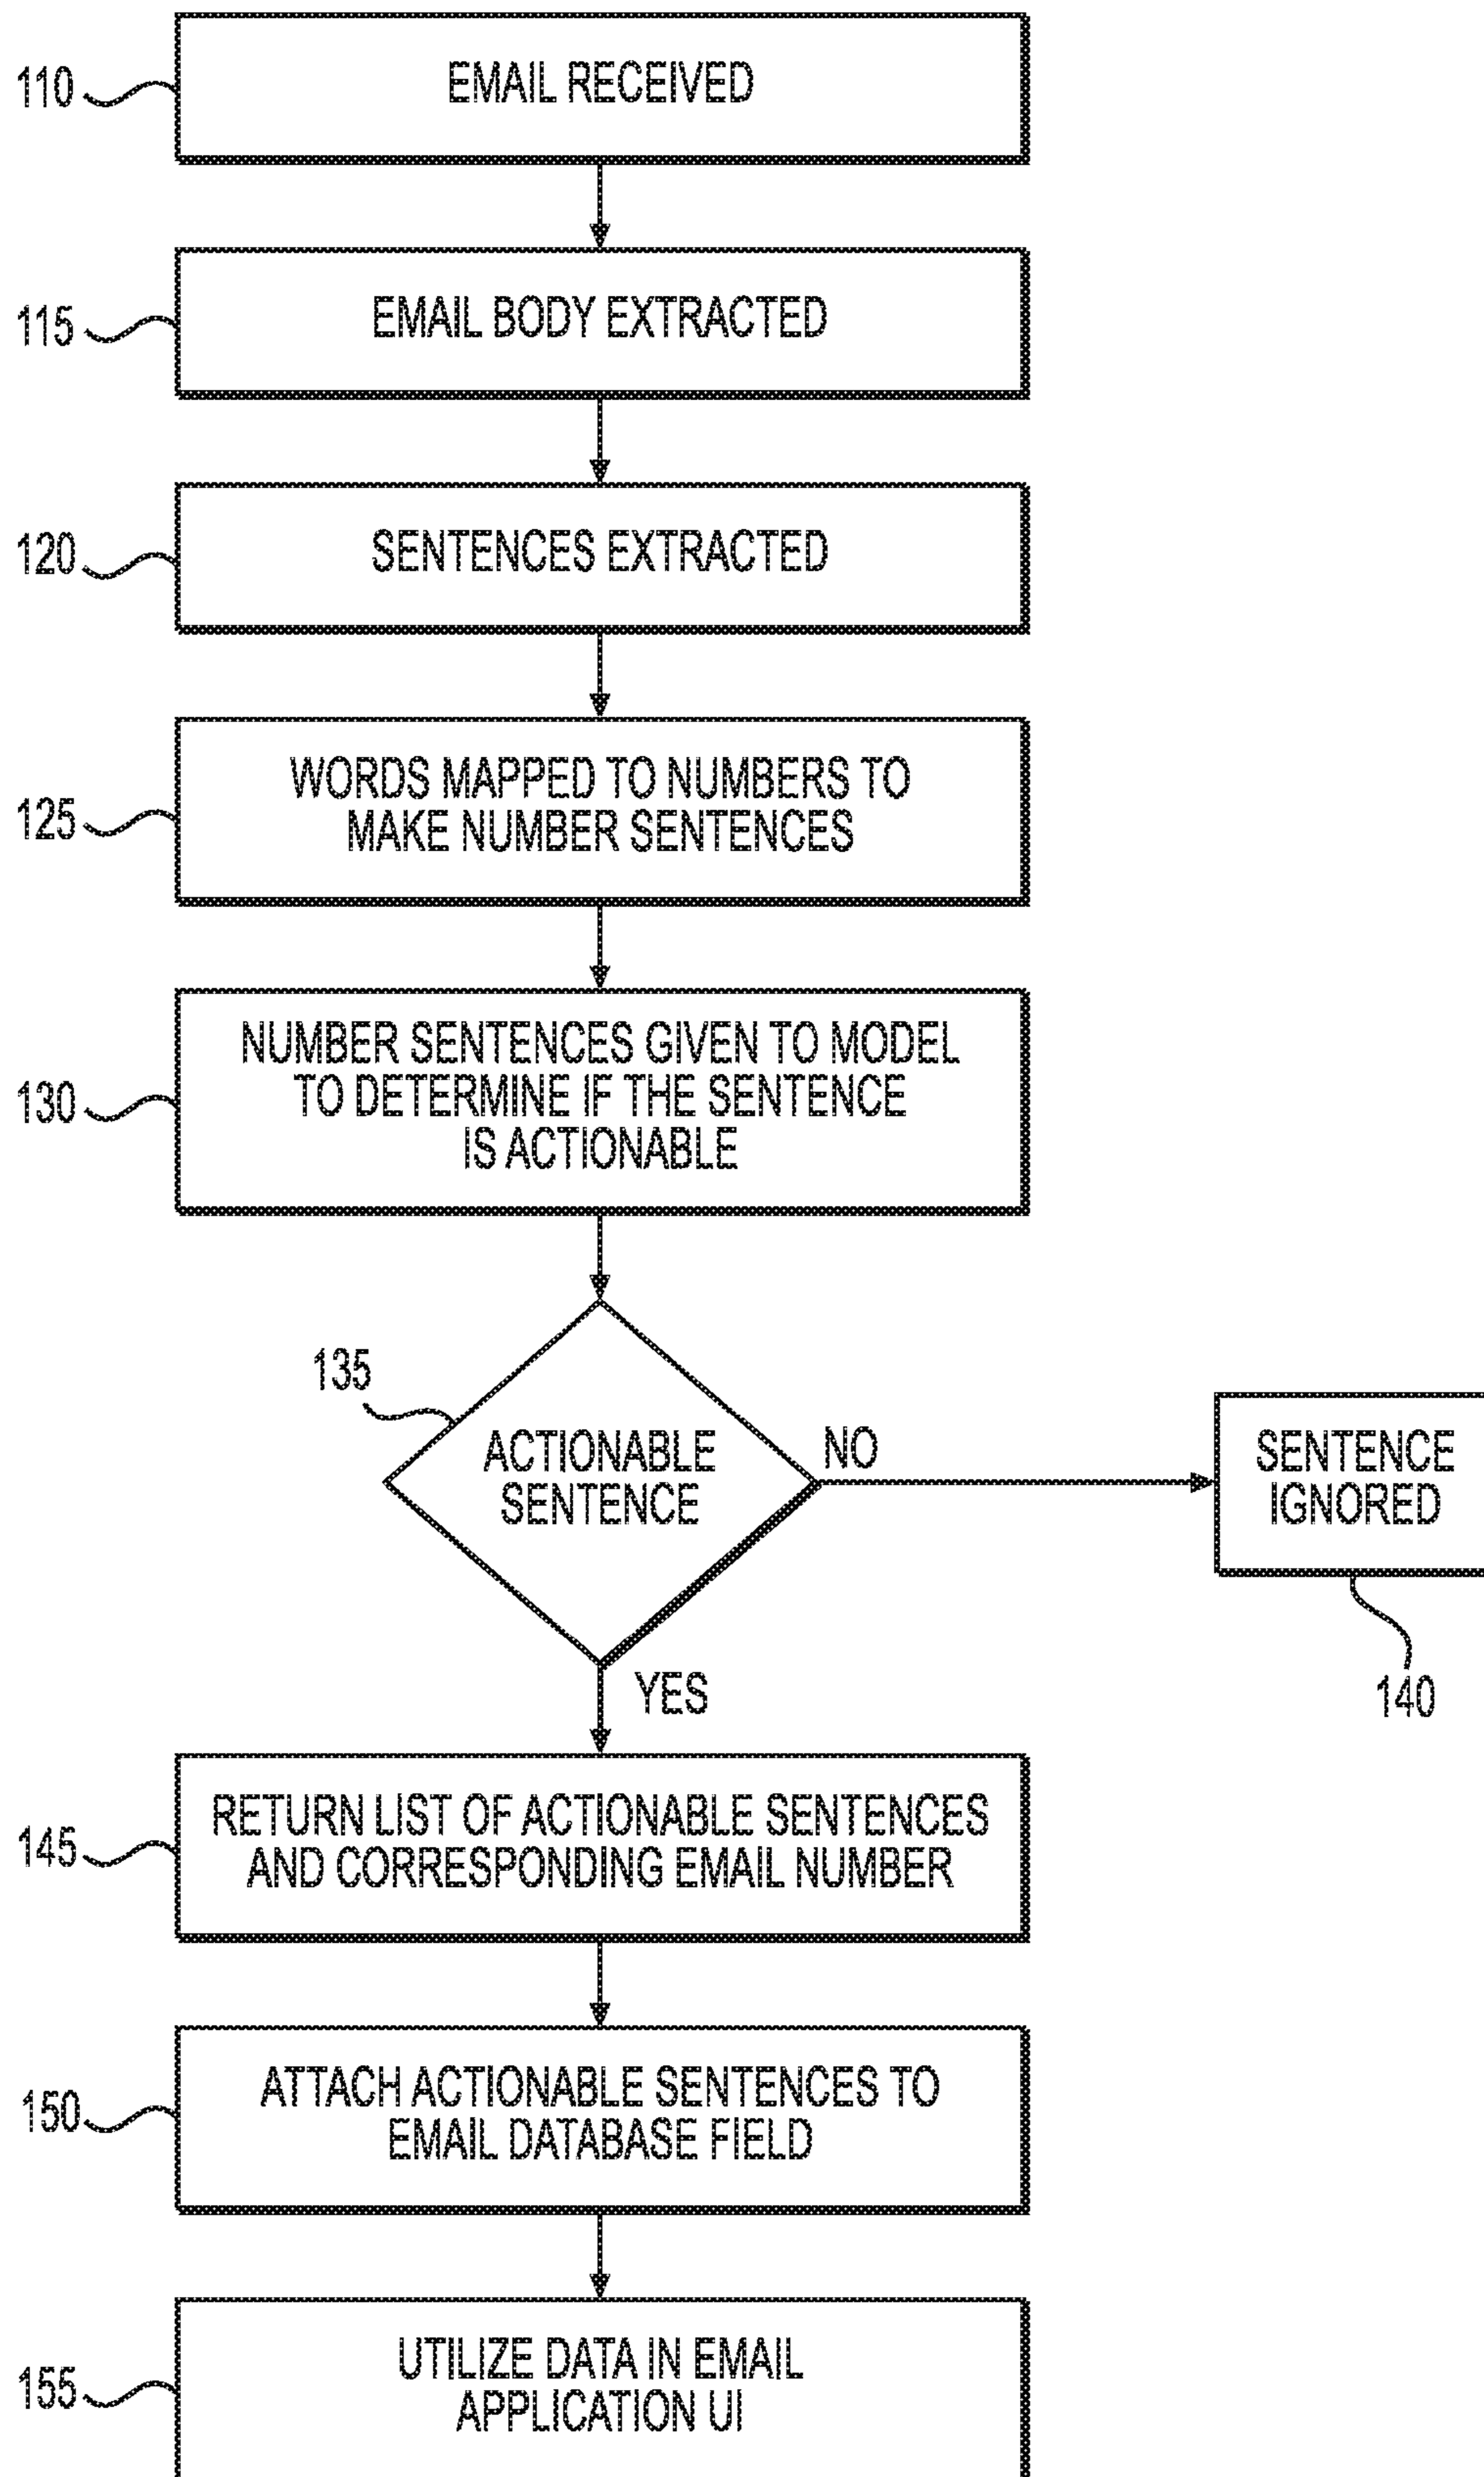 110
EMAIL RECEIVED
115
EMAIL BODY EXTRACTED
120
SENTENCES EXTRACTED
125
WORDS MAPPED TO NUMBERS TO
MAKE NUMBER SENTENCES
130
NUMBER SENTENCES GIVEN TO MODEL
TO DETERMINE IF THE SENTENCE
IS ACTIONABLE
135
ACTIONABLE
SENTENCE
NO
SENTENCE
IGNORED
140
YES
145
RETURN LIST OF ACTIONABLE SENTENCES
AND CORRESPONDING EMAIL NUMBER
150
ATTACH ACTIONABLE SENTENCES TO
EMAIL DATABASE FIELD
155
UTILIZE DATA IN EMAIL
APPLICATION UI